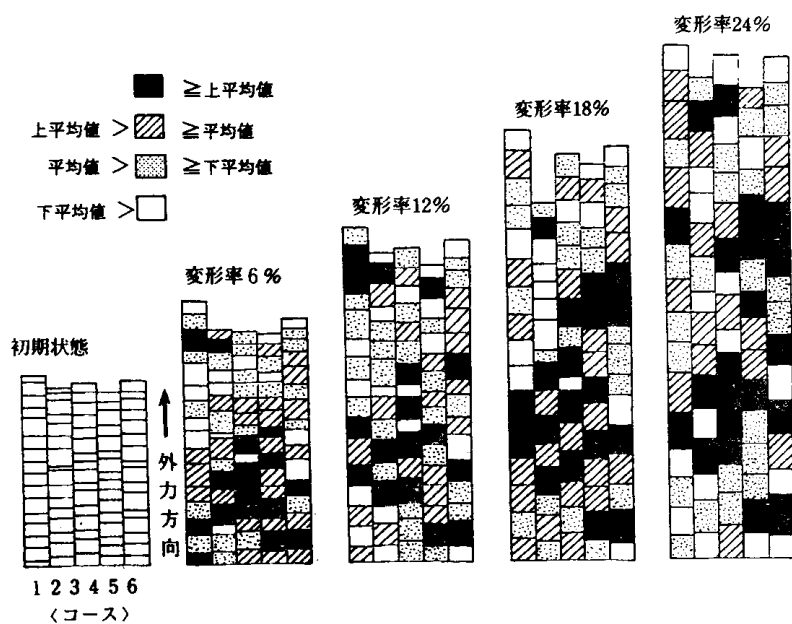 変形率24%
≧上平均値
上平均値> ≧平均値
平均値> ≧下平均値
下平均値>
変形率18%
変形率12%
変形率6%
初期状態
外力方向
1 2 3 4 5 6
〈コース〉